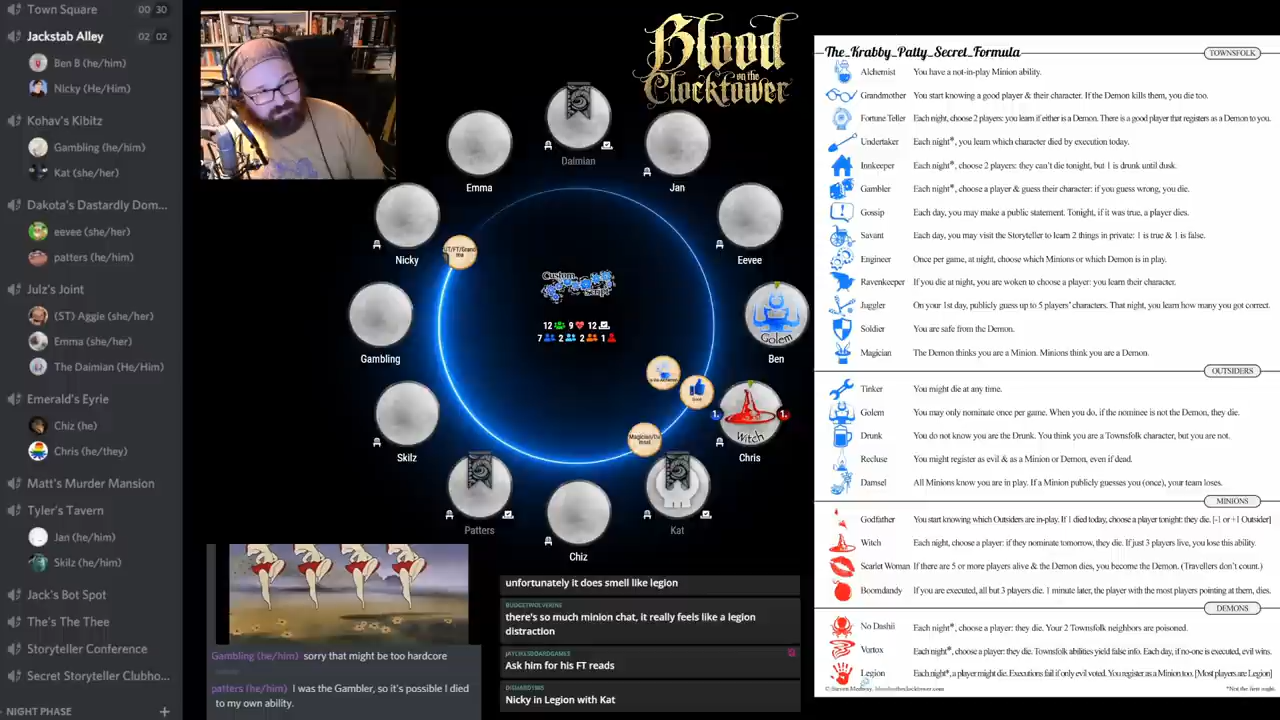 Town Square
00 30
Jackstab Alley
02 02
Ben B (he/him)
Nicky (He/Him)
Kohav's Kibitz
Gambling (he/him)
Kat (she/her)
Dakota's Dastardly Dom...
eevee (she/her)
patters (he/him)
Julz's Joint
(ST) Aggie (she/her)
Emma (she/her)
The Daimian (He/Him)
Emerald's Eyrie
Chiz (he)
Chris (he/they)
Matt's Murder Mansion
Tyler's Tavern
Jan (he/him)
Skilz (he/him)
Jack's Bot Spot
The's The Thee
Storyteller Conference
Secret Storyteller Clubho...
NIGHT PHASE
Blood
on the
Clocktower
Daimian
Emma
Jan
Nicky
Eevee
Gambling
Golem
Ben
Skilz
Witch
Chris
Patters
Chiz
Kat
Custom
Script
12 9 12
7 2 2 1
Good
Gambling (he/him) sorry that might be too hardcore
patters (he/him) I was the Gambler, so it's possible I died
to my own ability.
unfortunately it does smell like legion
there's so much minion chat, it really feels like a legion
distraction
Ask him for his FT reads
Nicky in Legion with Kat
The_Krabby_Patty_Secret_Formula
TOWNSFOLK
Alchemist You have a not-in-play Minion ability.
Grandmother You start knowing a good player & their character. If the Demon kills them, you die too.
Fortune Teller Each night, choose 2 players: you learn if either is a Demon. There is a good player that registers as a Demon to you.
Undertaker Each night*, you learn which character died by execution today.
Innkeeper Each night*, choose 2 players: they can't die tonight, but 1 is drunk until dusk.
Gambler Each night*, choose a player & guess their character: if you guess wrong, you die.
Gossip Each day, you may make a public statement. Tonight, if it was true, a player dies.
Savant Each day, you may visit the Storyteller to learn 2 things in private: 1 is true & 1 is false.
Engineer Once per game, at night, choose which Minions or which Demon is in play.
Ravenkeeper If you die at night, you are woken to choose a player: you learn their character.
Juggler On your 1st day, publicly guess up to 5 players' characters. That night, you learn how many you got correct.
Soldier You are safe from the Demon.
Magician The Demon thinks you are a Minion. Minions think you are a Demon.
OUTSIDERS
Tinker You might die at any time.
Golem You may only nominate once per game. When you do, if the nominee is not the Demon, they die.
Drunk You do not know you are the Drunk. You think you are a Townsfolk character, but you are not.
Recluse You might register as evil & as a Minion or Demon, even if dead.
Damsel All Minions know you are in play. If a Minion publicly guesses you (once), your team loses.
MINIONS
Godfather You start knowing which Outsiders are in-play. If 1 died today, choose a player tonight: they die. [-1 or +1 Outsider]
Witch Each night, choose a player: if they nominate tomorrow, they die. If just 3 players live, you lose this ability.
Scarlet Woman If there are 5 or more players alive & the Demon dies, you become the Demon. (Travellers don't count.)
Boomdandy If you are executed, all but 3 players die. 1 minute later, the player with the most players pointing at them, dies.
DEMONS
No Dashii Each night*, choose a player: they die. Your 2 Townsfolk neighbors are poisoned.
Vortox Each night*, choose a player: they die. Townsfolk abilities yield false info. Each day, if no-one is executed, evil wins.
Legion Each night*, a player might die. Executions fail if only evil voted. You register as a Minion too. [Most players are Legion]
*Not the first night